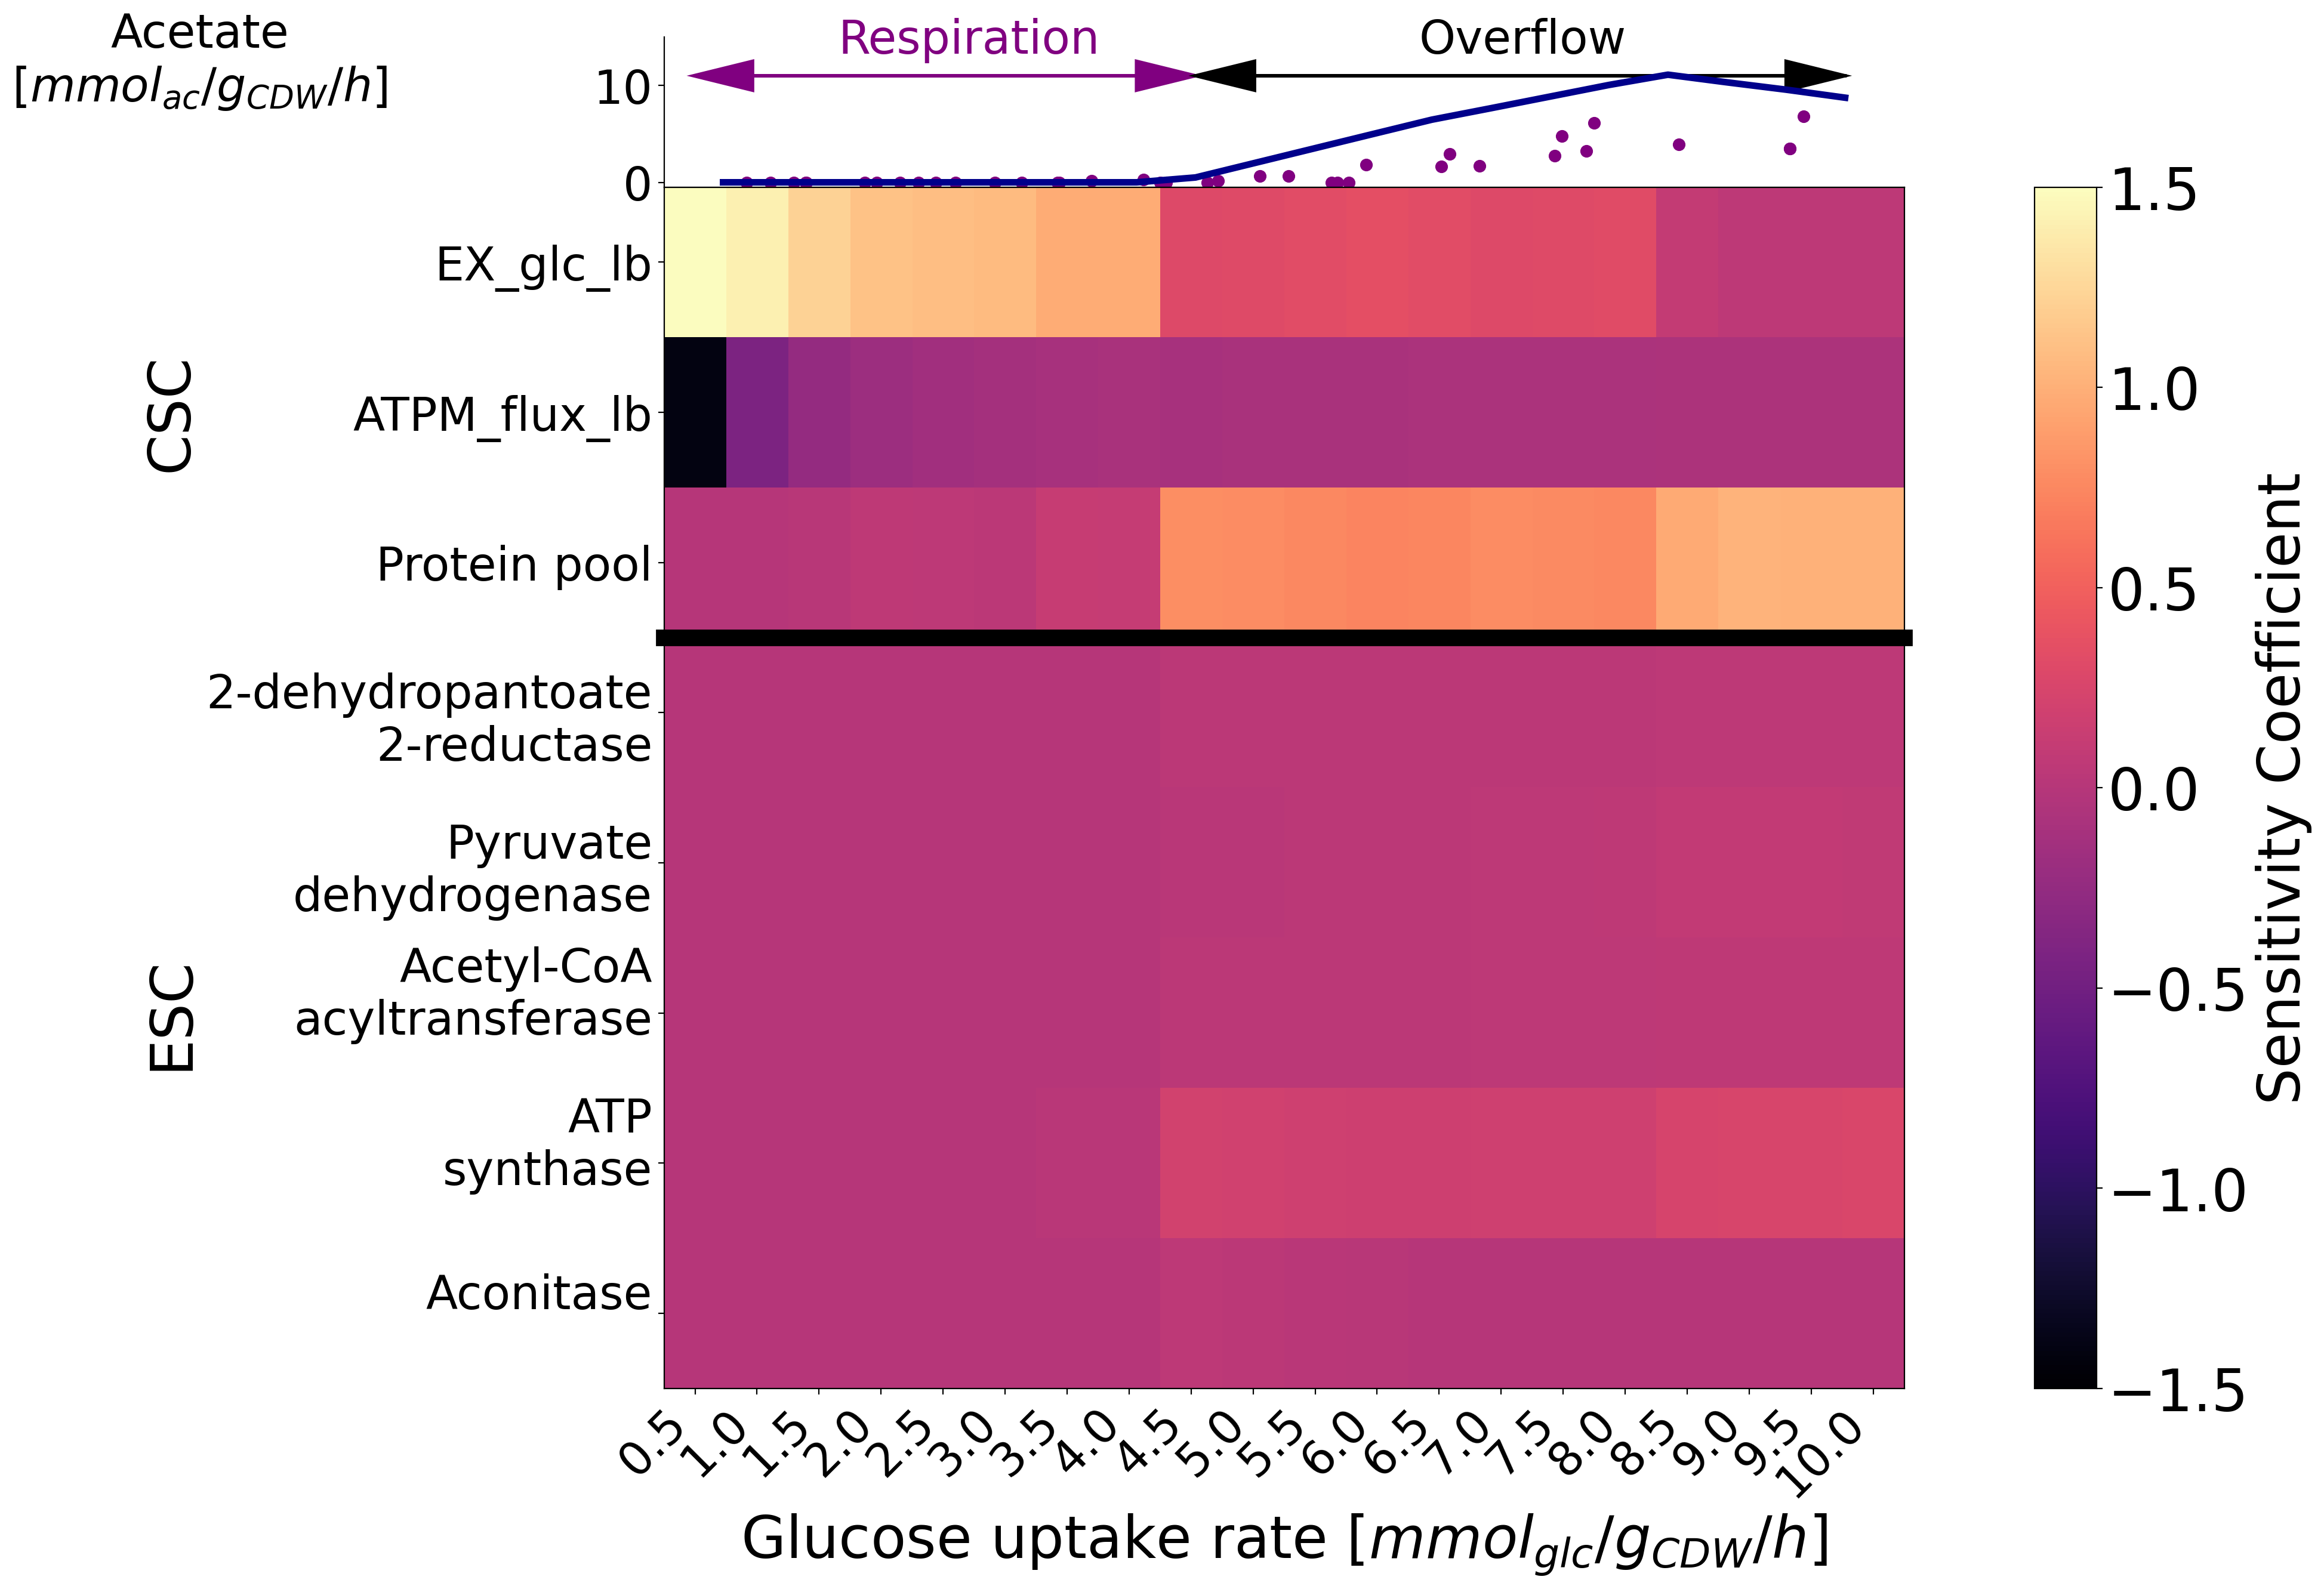 Acetate
[mmol_ac/g_CDW/h]
Respiration
Overflow
10
0
CSC
EX_glc_lb
ATPM_flux_lb
Protein pool
ESC
2-dehydropantoate
2-reductase
Pyruvate
dehydrogenase
Acetyl-CoA
acyltransferase
ATP
synthase
Aconitase
0.5
1.0
1.5
2.0
2.5
3.0
3.5
4.0
4.5
5.0
5.5
6.0
6.5
7.0
7.5
8.0
8.5
9.0
9.5
10.0
Glucose uptake rate [mmol_glc/g_CDW/h]
1.5
1.0
0.5
0.0
−0.5
−1.0
−1.5
Sensitivity Coefficient